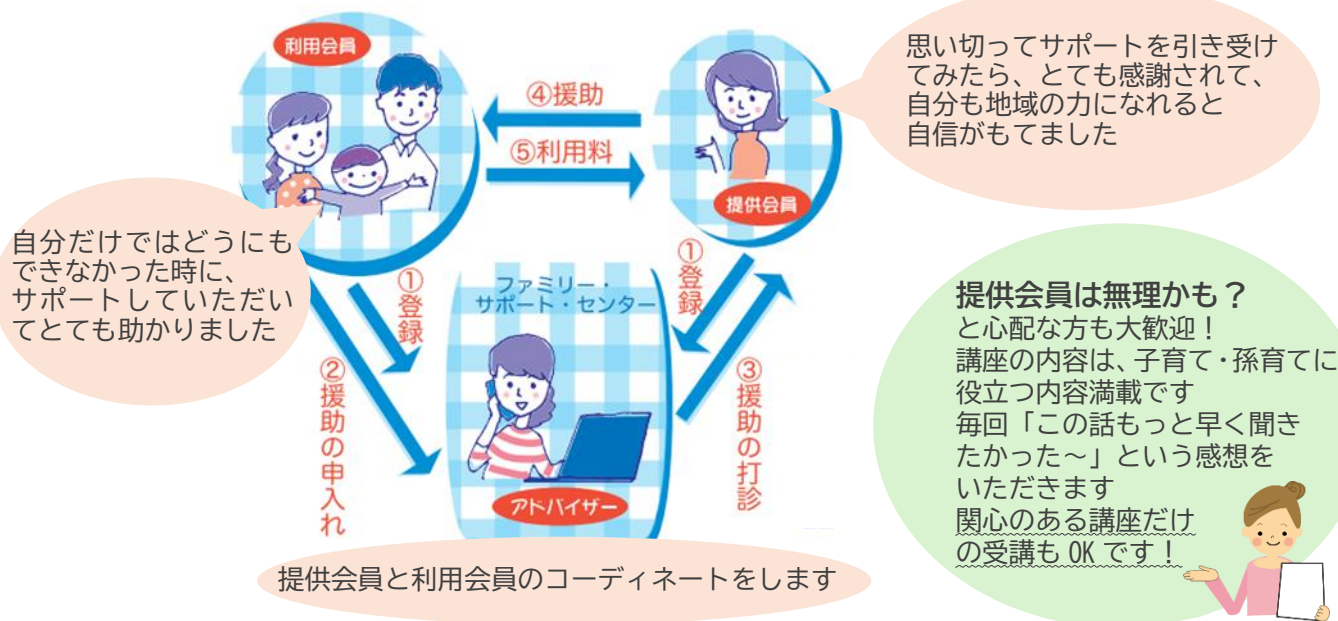 利用会員
④援助
⑤利用料
提供会員
思い切ってサポートを引き受け
てみたら、とても感謝されて、
自分も地域の力になれると
自信がもてました
自分だけではどうにも
できなかった時に、
サポートしていただい
てとても助かりました
①登録
②援助の申入れ
ファミリー・
サポート・センター
アドバイザー
①登録
③援助の打診
提供会員は無理かも？
と心配な方も大歓迎！
講座の内容は、子育て・孫育てに
役立つ内容満載です
毎回「この話もっと早く聞き
たかった～」という感想を
いただきます
関心のある講座だけ
の受講も OK です！
提供会員と利用会員のコーディネートをします